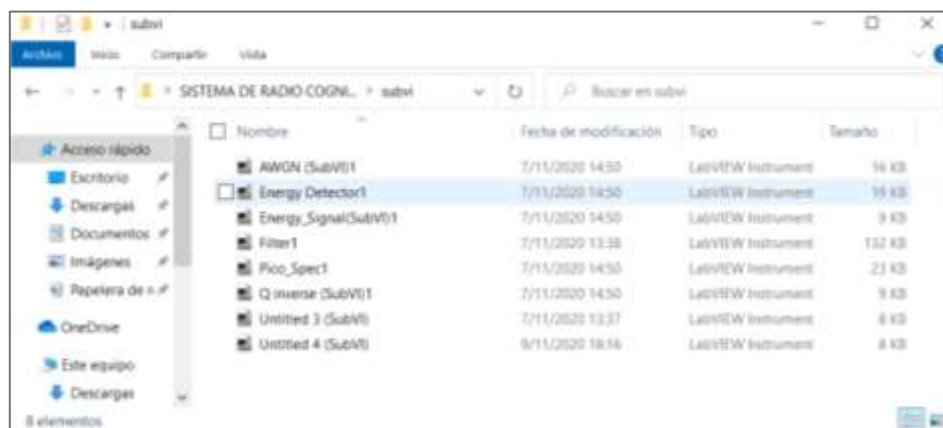 subvi
Archivo Inicio Compartir Vista
SISTEMA DE RADIO COGNI... subvi Buscar en subvi
Nombre Fecha de modificación Tipo Tamaño
Acceso rápido
Escritorio
Descargas
Documentos
Imágenes
Papelera de
OneDrive
Este equipo
Descargas
AWGN (SubVI)1 7/11/2020 14:50 LabVIEW Instrument 16 KB
Energy Detector1 7/11/2020 14:50 LabVIEW Instrument 19 KB
Energy_Signal(SubVI)1 7/11/2020 14:50 LabVIEW Instrument 9 KB
Filter1 7/11/2020 13:38 LabVIEW Instrument 132 KB
Pico_Spec1 7/11/2020 14:50 LabVIEW Instrument 23 KB
Q inverse (SubVI)1 7/11/2020 14:50 LabVIEW Instrument 9 KB
Untitled 3 (SubVI) 7/11/2020 13:37 LabVIEW Instrument 8 KB
Untitled 4 (SubVI) 9/11/2020 18:16 LabVIEW Instrument 8 KB
8 elementos